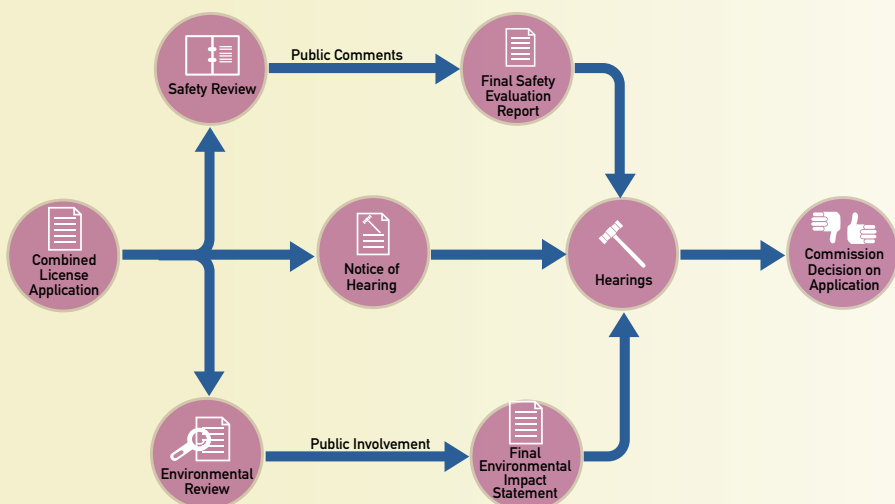 Safety Review
Public Comments
Final Safety
Evaluation
Report
Combined
License
Application
Notice of
Hearing
Hearings
Commission
Decision on
Application
Environmental
Review
Public Involvement
Final
Environmental
Impact
Statement